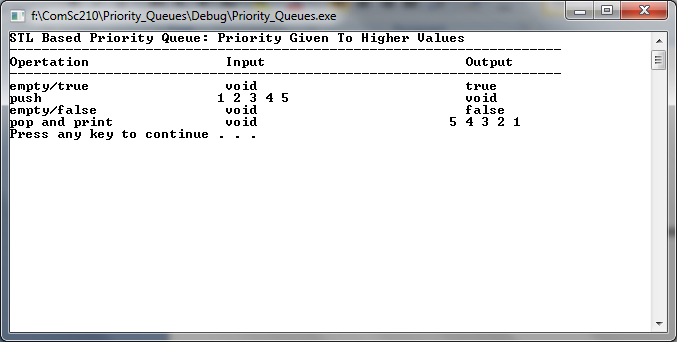 f:\ComSc210\Priority_Queues\Debug\Priority_Queues.exe
STL Based Priority Queue: Priority Given To Higher Values
---------------------------------------------------------------------
Opertation Input Output
---------------------------------------------------------------------
empty/true void true
push 1 2 3 4 5 void
empty/false void false
pop and print void 5 4 3 2 1
Press any key to continue . . .